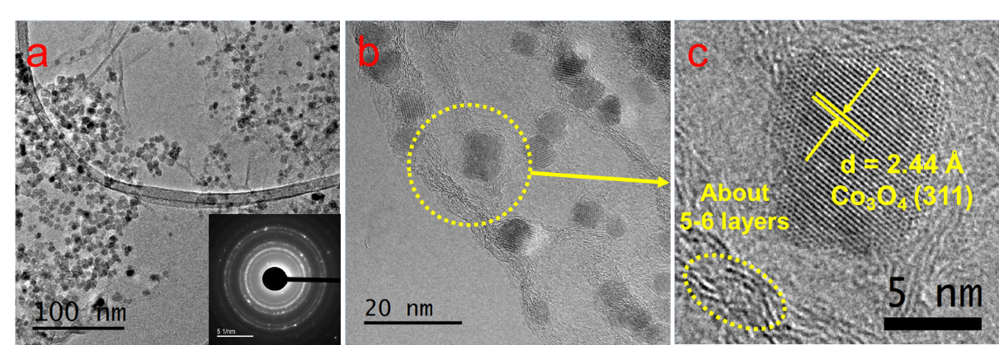 a
100 nm
5 1/nm
b
20 nm
c
d = 2.44 Å
Co₃O₄ (311)
About
5-6 layers
5 nm